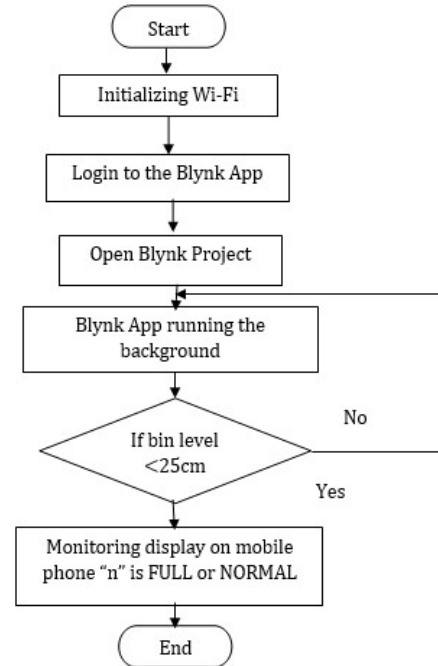 Start
Initializing Wi-Fi
Login to the Blynk App
Open Blynk Project
Blynk App running the
background
If bin level
<25cm
No
Yes
Monitoring display on mobile
phone “n” is FULL or NORMAL
End